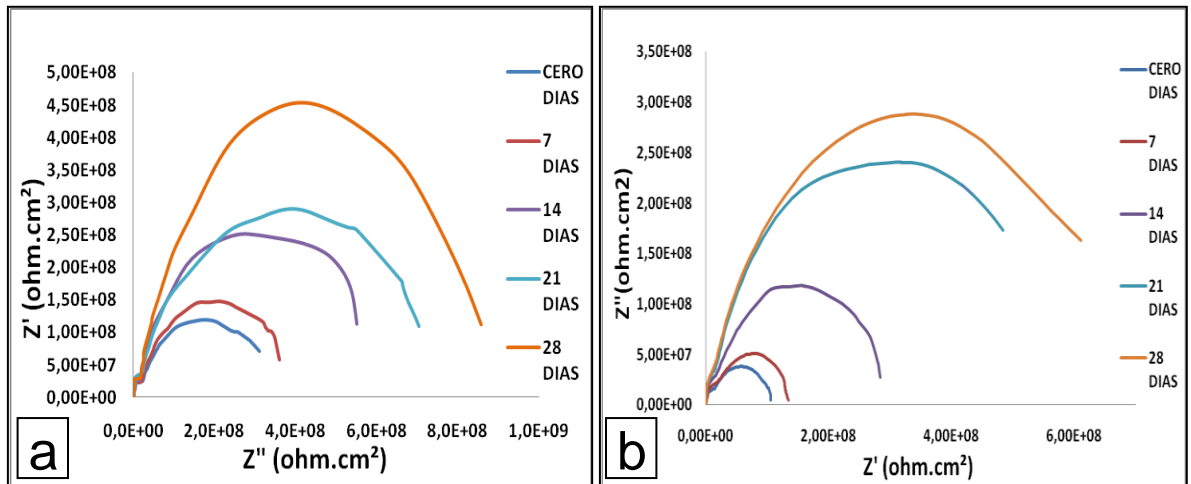 5,00E+08
4,50E+08
4,00E+08
3,50E+08
3,00E+08
2,50E+08
2,00E+08
1,50E+08
1,00E+08
5,00E+07
0,00E+00
Z' (ohm.cm²)
0,0E+00 2,0E+08 4,0E+08 6,0E+08 8,0E+08 1,0E+09
Z" (ohm.cm²)
CERO
DIAS
7
DIAS
14
DIAS
21
DIAS
28
DIAS
a
3,50E+08
3,00E+08
2,50E+08
2,00E+08
1,50E+08
1,00E+08
5,00E+07
0,00E+00
Z"(ohm.cm2)
0,00E+00 2,00E+08 4,00E+08 6,00E+08
Z' (ohm.cm²)
CERO
DIAS
7
DIAS
14
DIAS
21
DIAS
28
DIAS
b